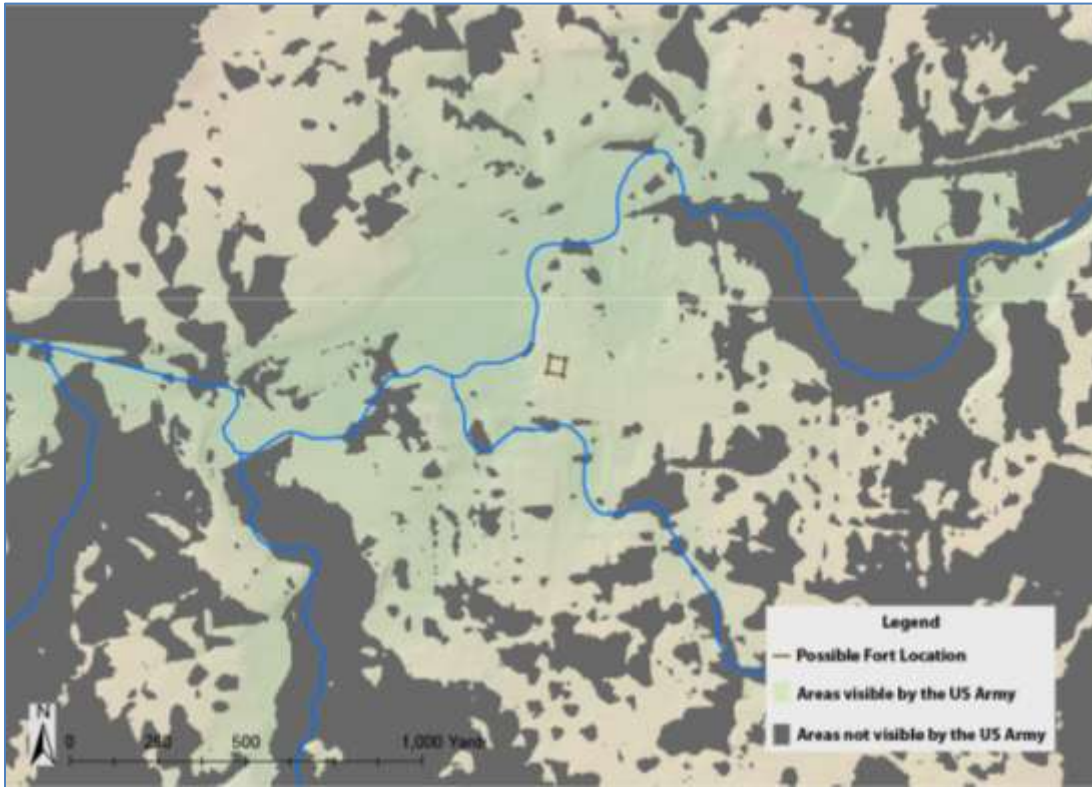 Legend
Possible Fort Location
Areas visible by the US Army
Areas not visible by the US Army
N
0 250 500 1,000 Yards